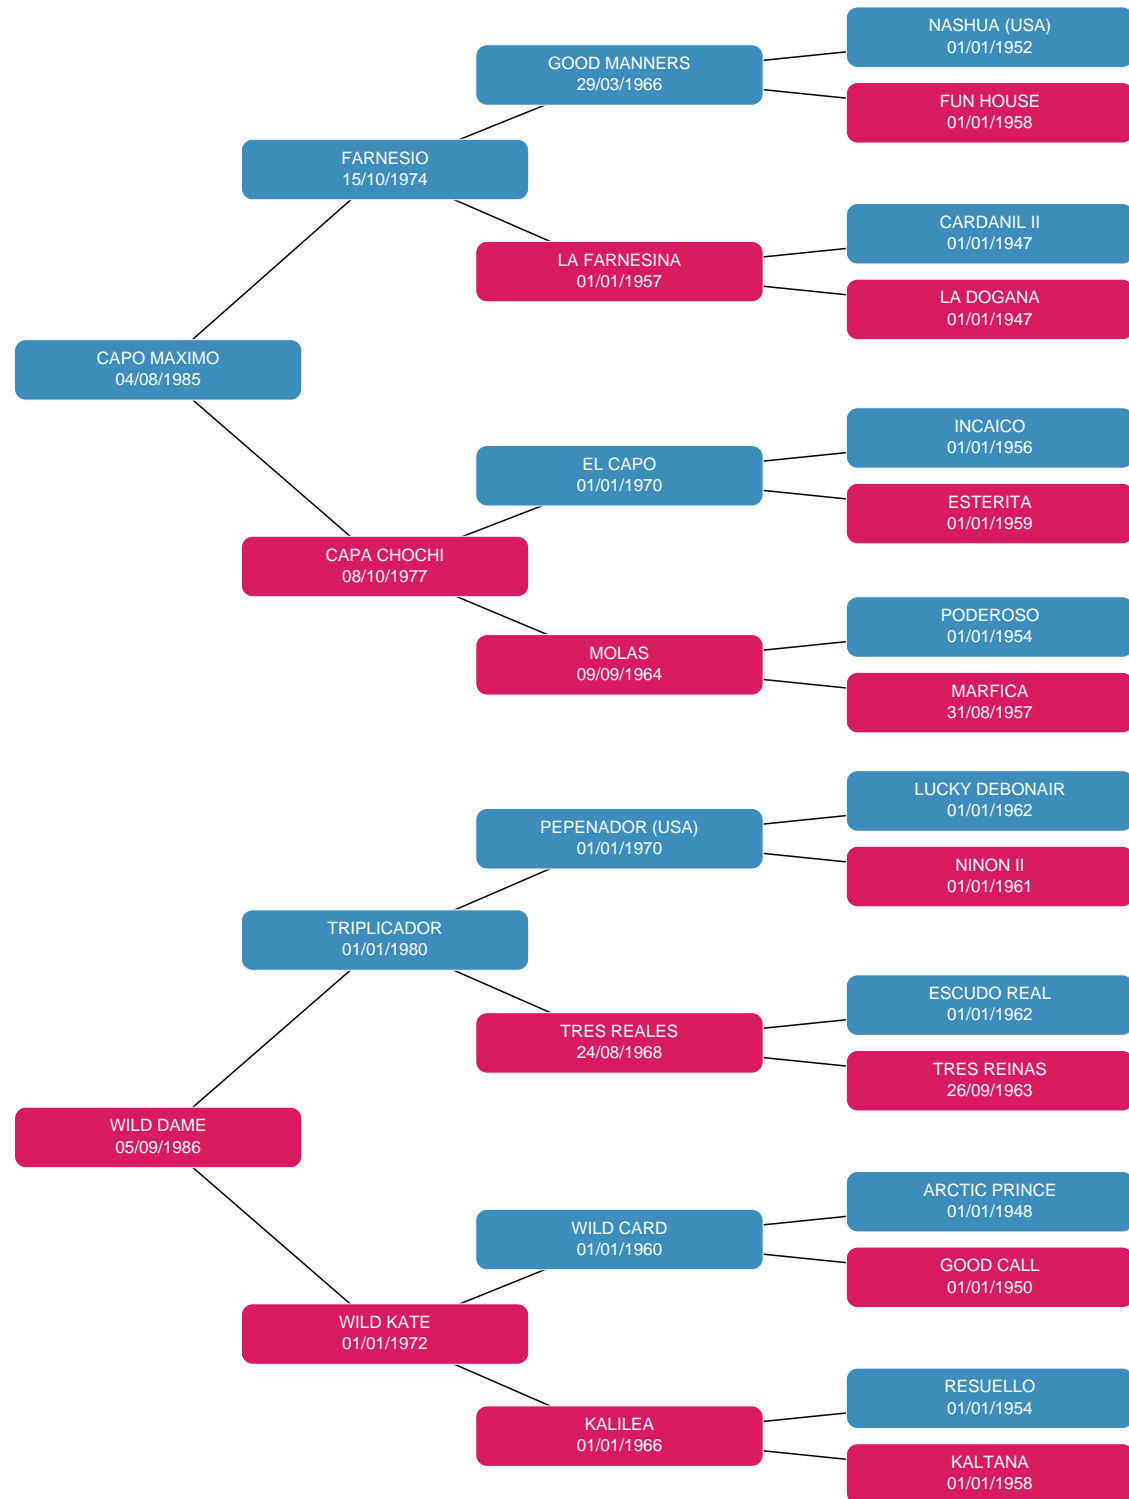 NASHUA (USA)
01/01/1952
GOOD MANNERS
29/03/1966
FUN HOUSE
01/01/1958
FARNESIO
15/10/1974
CARDANIL II
01/01/1947
LA FARNESINA
01/01/1957
LA DOGANA
01/01/1947
CAPO MAXIMO
04/08/1985
INCAICO
01/01/1956
EL CAPO
01/01/1970
ESTERITA
01/01/1959
CAPA CHOCHI
08/10/1977
PODEROSO
01/01/1954
MOLAS
09/09/1964
MARFICA
31/08/1957
LUCKY DEBONAIR
01/01/1962
PEPENADOR (USA)
01/01/1970
NINON II
01/01/1961
TRIPLICADOR
01/01/1980
ESCUDO REAL
01/01/1962
TRES REALES
24/08/1968
TRES REINAS
26/09/1963
WILD DAME
05/09/1986
ARCTIC PRINCE
01/01/1948
WILD CARD
01/01/1960
GOOD CALL
01/01/1950
WILD KATE
01/01/1972
RESUELLO
01/01/1954
KALILEA
01/01/1966
KALTANA
01/01/1958